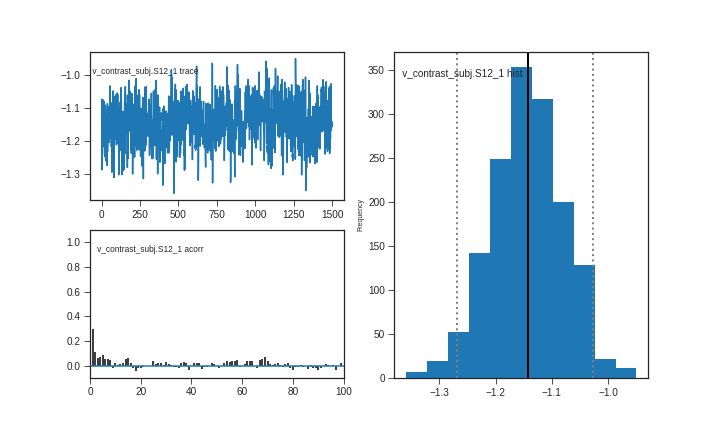 v_contrast_subj.S12_1 trace
−1.0
−1.1
−1.2
−1.3
0 250 500 750 1000 1250 1500
v_contrast_subj.S12_1 acorr
1.0
0.8
0.6
0.4
0.2
0.0
0 20 40 60 80 100
v_contrast_subj.S12_1 hist
Frequency
350
300
250
200
150
100
50
0
−1.3 −1.2 −1.1 −1.0